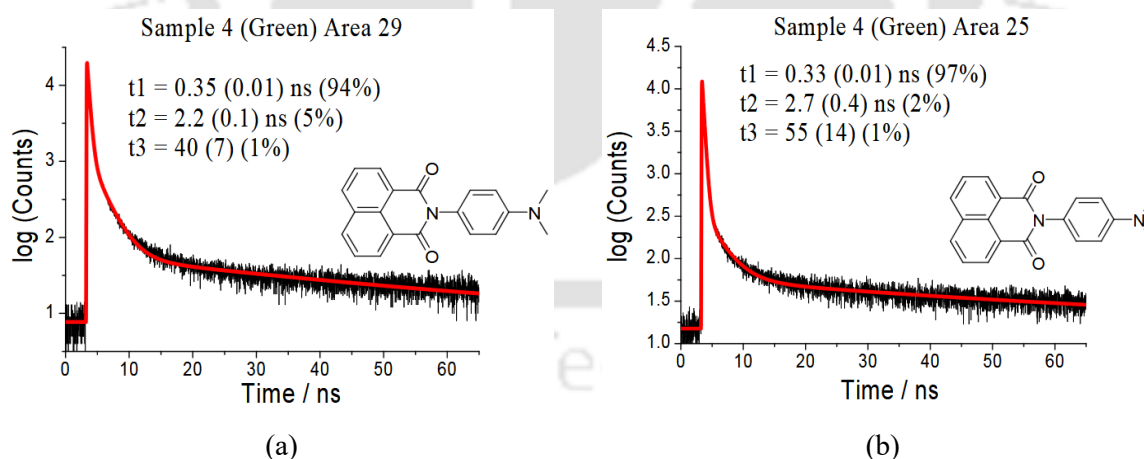 Sample 4 (Green) Area 29
t1 = 0.35 (0.01) ns (94%)
t2 = 2.2 (0.1) ns (5%)
t3 = 40 (7) (1%)
log (Counts)
4
3
2
1
O
N
O
N
0 10 20 30 40 50 60
Time / ns
(a)
Sample 4 (Green) Area 25
t1 = 0.33 (0.01) ns (97%)
t2 = 2.7 (0.4) ns (2%)
t3 = 55 (14) (1%)
log (Counts)
4.5
4.0
3.5
3.0
2.5
2.0
1.5
1.0
O
N
O
N
0 10 20 30 40 50 60
Time / ns
(b)